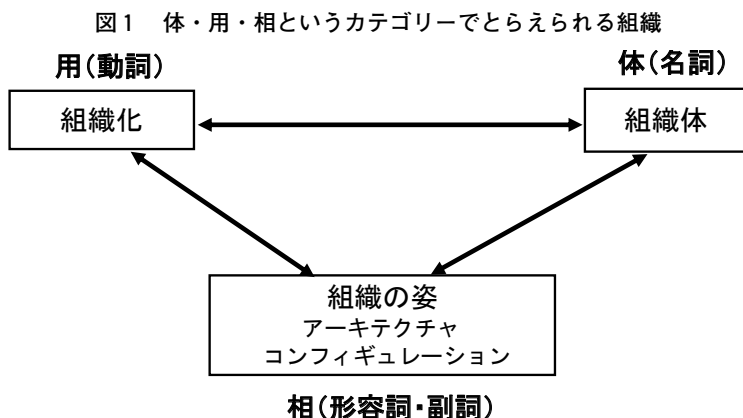 図1　体・用・相というカテゴリーでとらえられる組織
用(動詞)
体(名詞)
組織化
組織体
組織の姿
アーキテクチャ
コンフィギュレーション
相(形容詞・副詞)